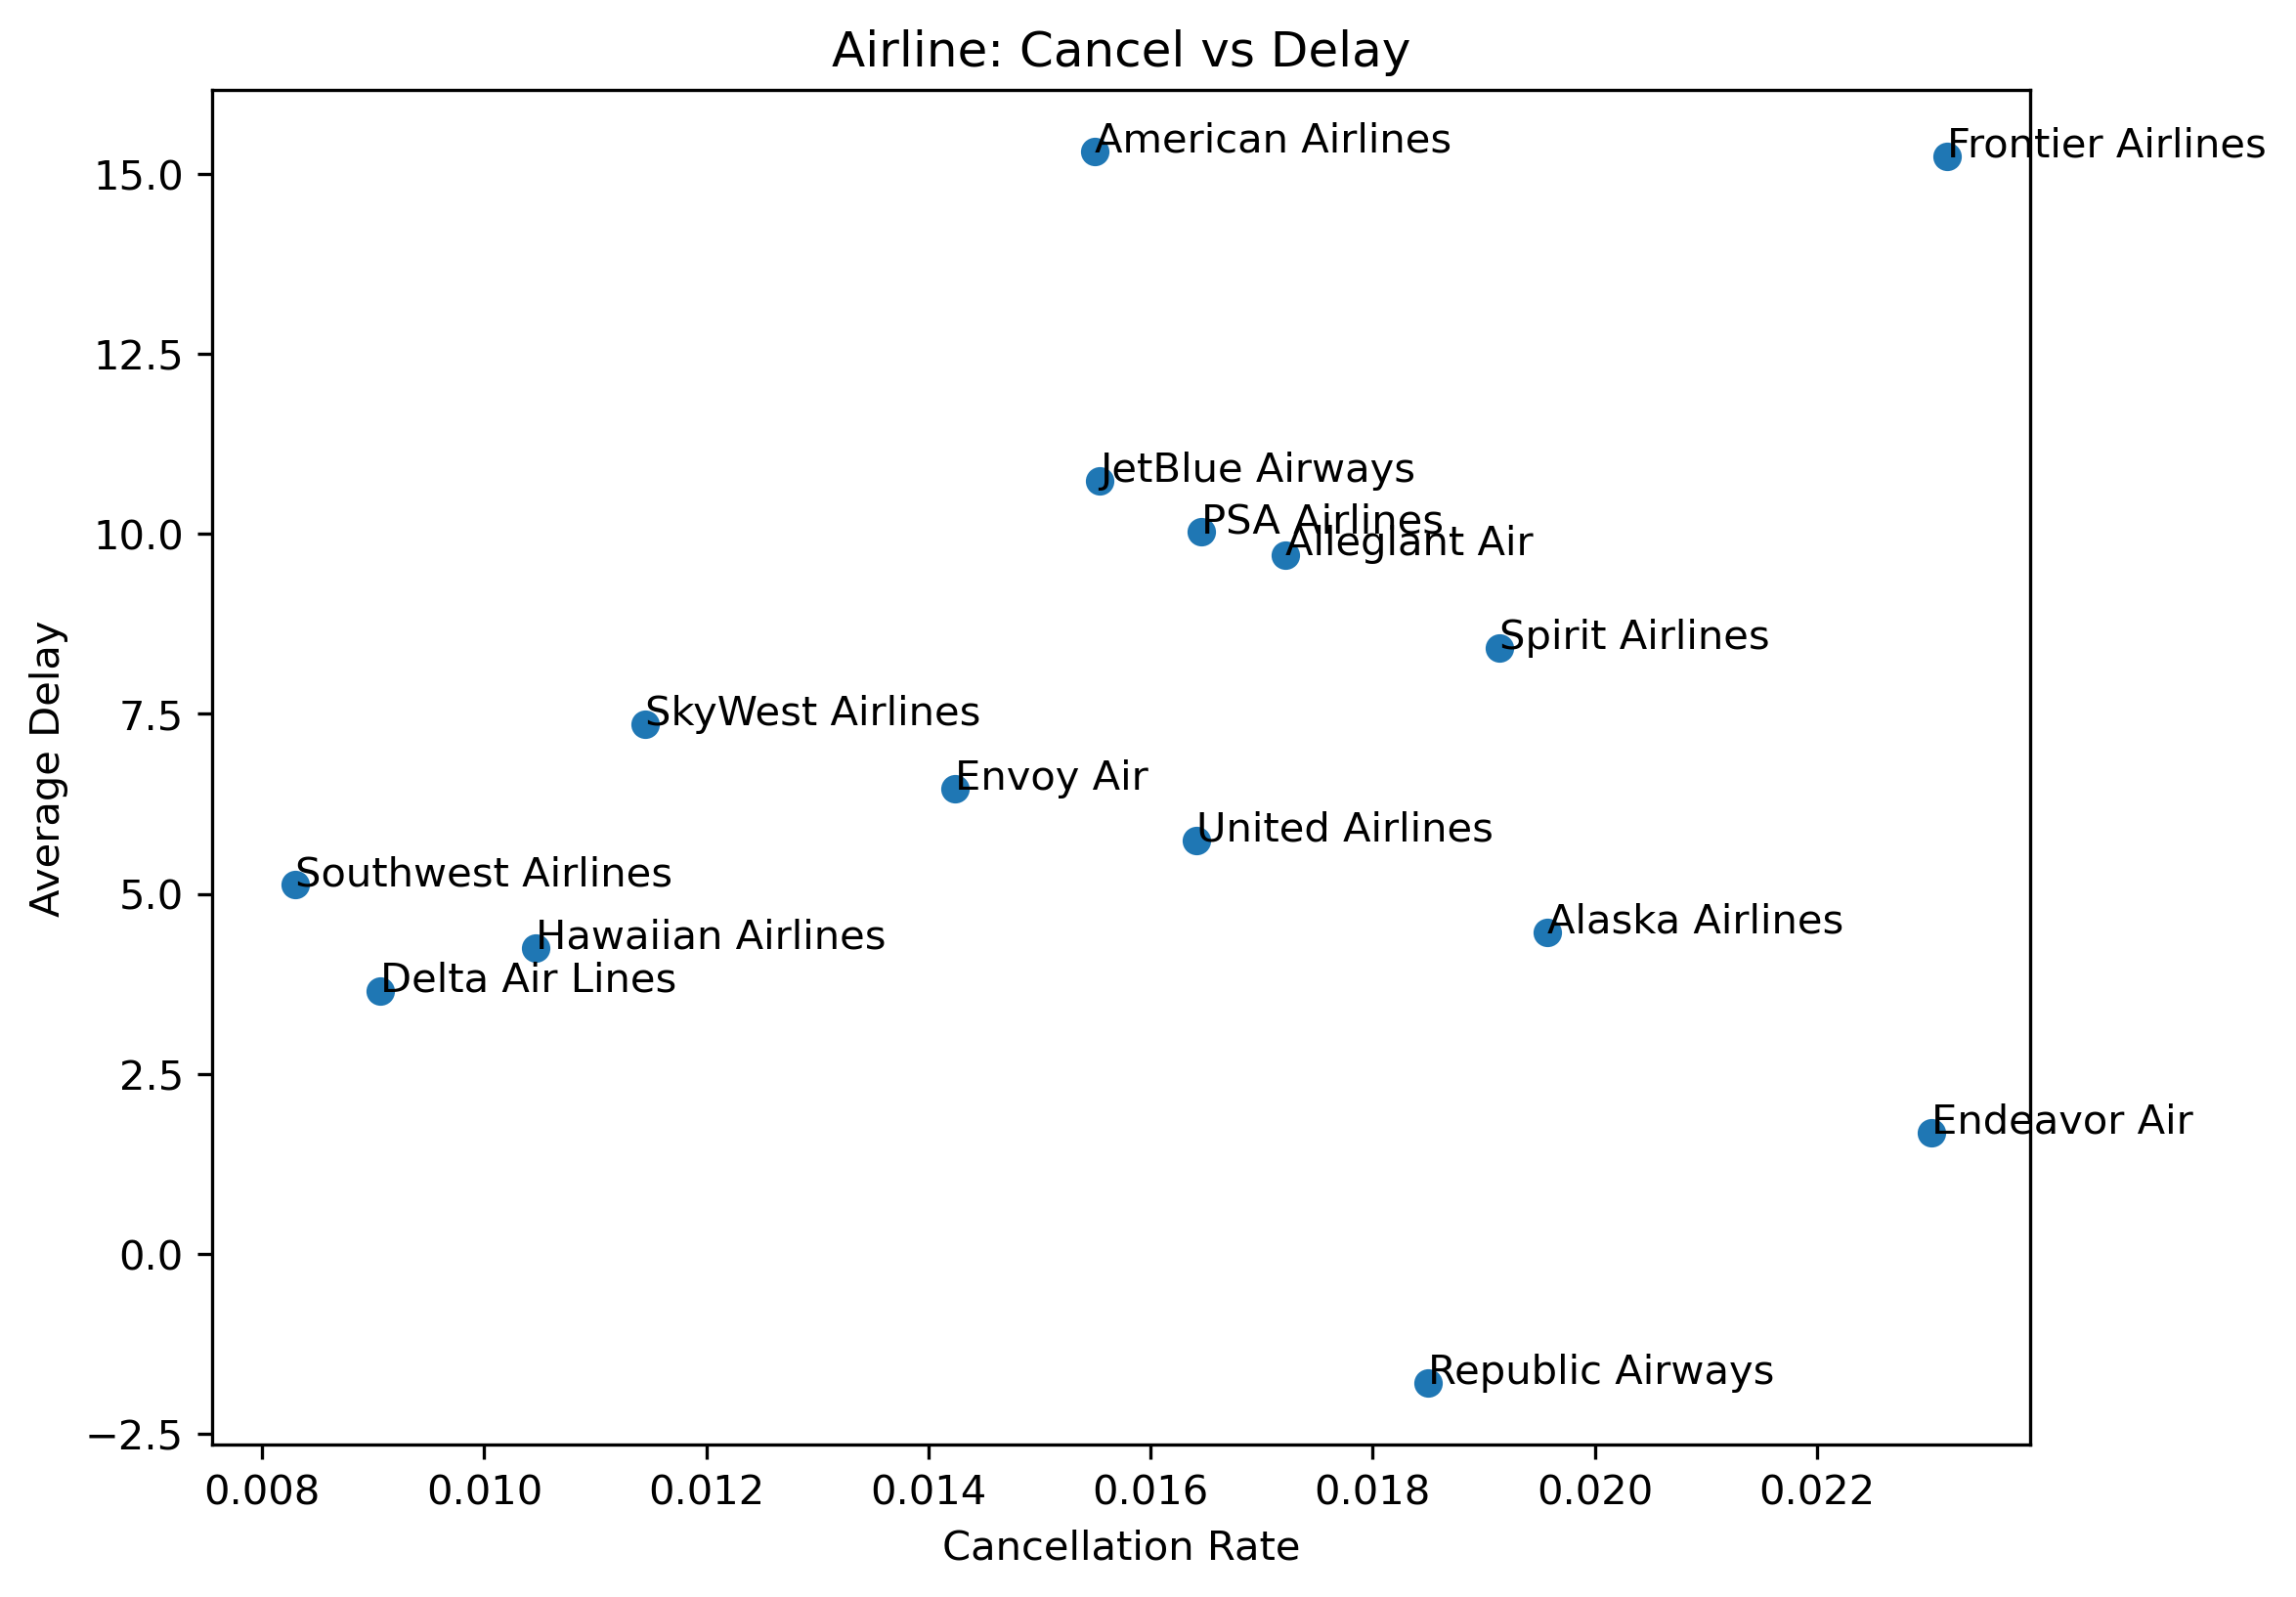 Airline: Cancel vs Delay
American Airlines
Frontier Airlines
15.0
12.5
JetBlue Airways
PSA Airlines
10.0
Allegiant Air
Spirit Airlines
7.5
SkyWest Airlines
Envoy Air
United Airlines
Average Delay
Southwest Airlines
5.0
Alaska Airlines
Hawaiian Airlines
Delta Air Lines
2.5
Endeavor Air
0.0
Republic Airways
−2.5
0.008 0.010 0.012 0.014 0.016 0.018 0.020 0.022
Cancellation Rate